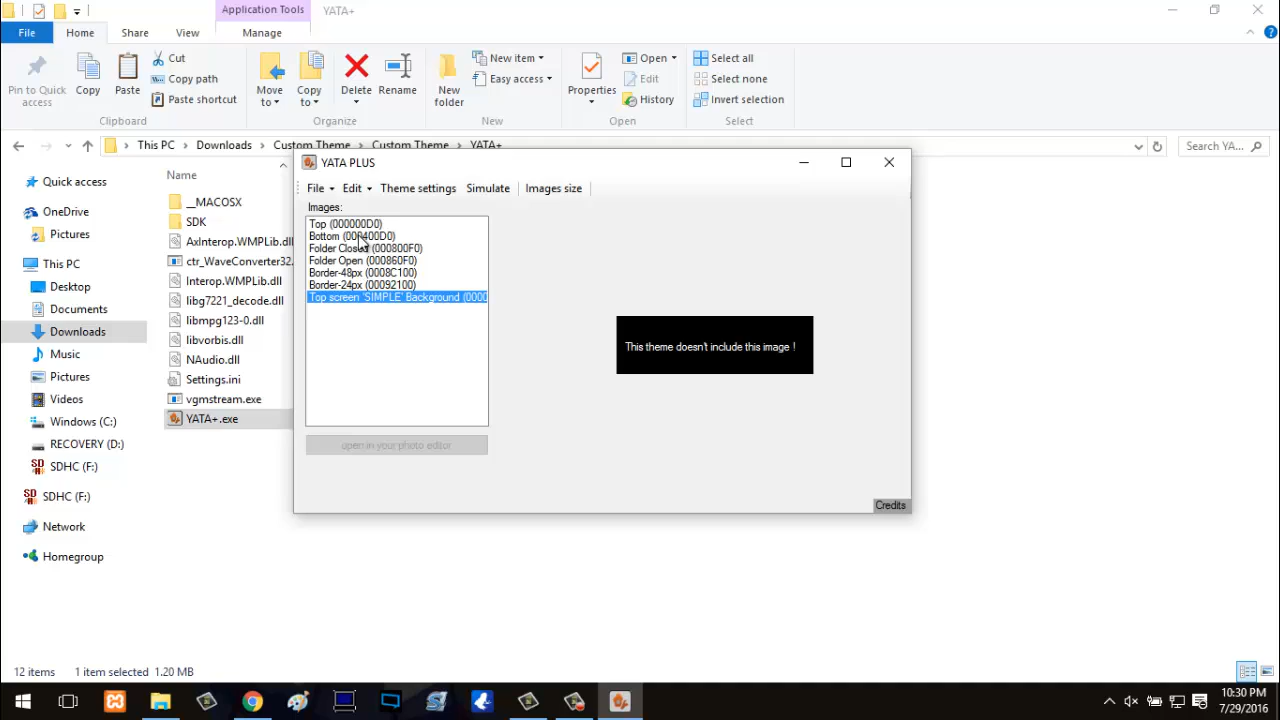 Application Tools
YATA+
File
Home
Share
View
Manage
Pin to Quick access
Copy
Paste
Cut
Copy path
Paste shortcut
Clipboard
Move to
Copy to
Delete
Rename
Organize
New folder
New item
Easy access
New
Properties
Open
Edit
History
Open
Select all
Select none
Invert selection
Select
This PC
Downloads
Custom Theme
Custom Theme
YATA+
Search YA...
Quick access
OneDrive
Pictures
This PC
Desktop
Documents
Downloads
Music
Pictures
Videos
Windows (C:)
RECOVERY (D:)
SDHC (F:)
SDHC (F:)
Network
Homegroup
Name
__MACOSX
SDK
AxInterop.WMPLib.dll
ctr_WaveConverter32.
Interop.WMPLib.dll
libg7221_decode.dll
libmpg123-0.dll
libvorbis.dll
NAudio.dll
Settings.ini
vgmstream.exe
YATA+.exe
YATA PLUS
File
Edit
Theme settings
Simulate
Images size
Images:
Top (000000D0)
Bottom (000400D0)
Folder Closed (000800F0)
Folder Open (000860F0)
Border-48px (0008C100)
Border-24px (00092100)
Top screen 'SIMPLE' Background (0000
This theme doesn't include this image !
open in your photo editor
Credits
12 items
1 item selected
1.20 MB
10:30 PM
7/29/2016